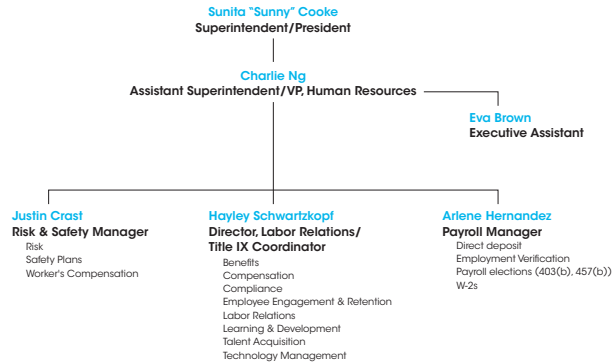 Sunita "Sunny" Cooke
Superintendent/President
Charlie Ng
Assistant Superintendent/VP, Human Resources
Eva Brown
Executive Assistant
Justin Crast
Risk & Safety Manager
Risk
Safety Plans
Worker's Compensation
Hayley Schwartzkopf
Director, Labor Relations/
Title IX Coordinator
Benefits
Compensation
Compliance
Employee Engagement & Retention
Labor Relations
Learning & Development
Talent Acquisition
Technology Management
Arlene Hernandez
Payroll Manager
Direct deposit
Employment Verification
Payroll elections (403(b), 457(b))
W-2s